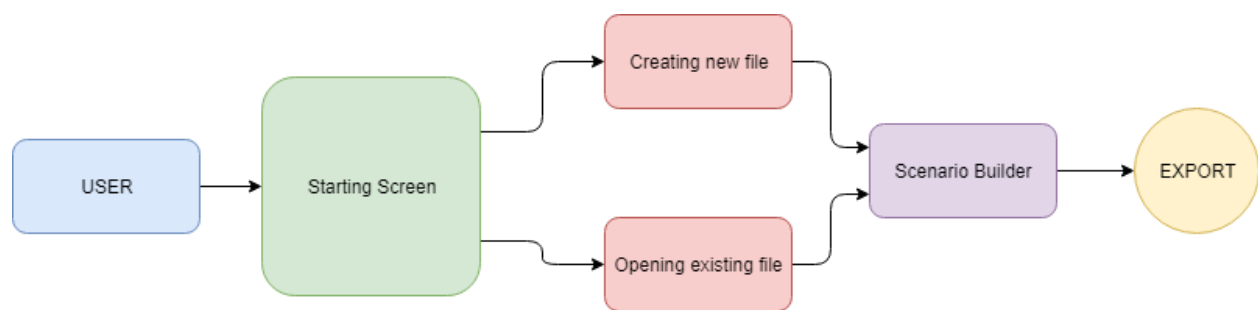 USER
Starting Screen
Creating new file
Opening existing file
Scenario Builder
EXPORT